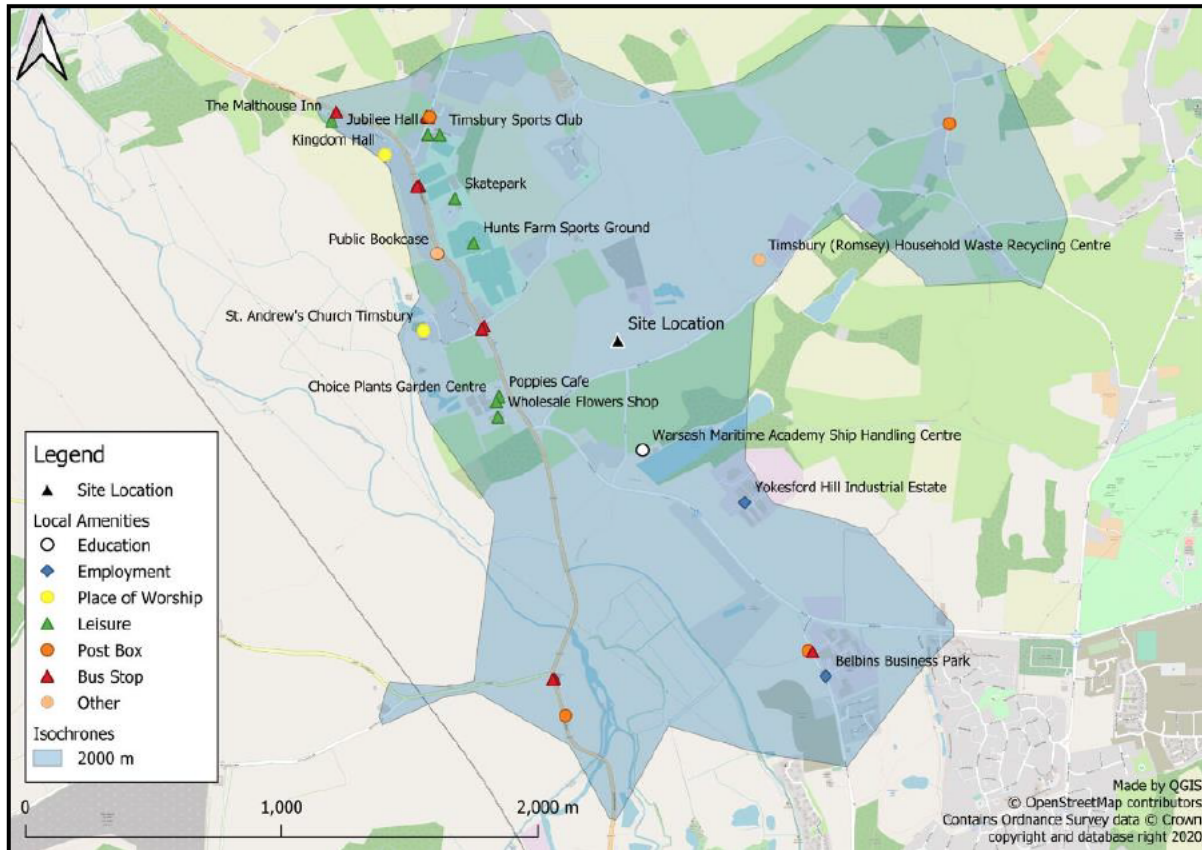 The Malthouse Inn
Jubilee Hall
Timsbury Sports Club
Kingdom Hall
Skatepark
Hunts Farm Sports Ground
Public Bookcase
Timsbury (Romsey) Household Waste Recycling Centre
St. Andrew's Church Timsbury
Site Location
Choice Plants Garden Centre
Poppies Cafe
Wholesale Flowers Shop
Warsash Maritime Academy Ship Handling Centre
Yokesford Hill Industrial Estate
Belbins Business Park
Legend
Site Location
Local Amenities
Education
Employment
Place of Worship
Leisure
Post Box
Bus Stop
Other
Isochrones
2000 m
0 1,000 2,000 m
Made by QGIS
© OpenStreetMap contributors
Contains Ordnance Survey data © Crown
copyright and database right 2020